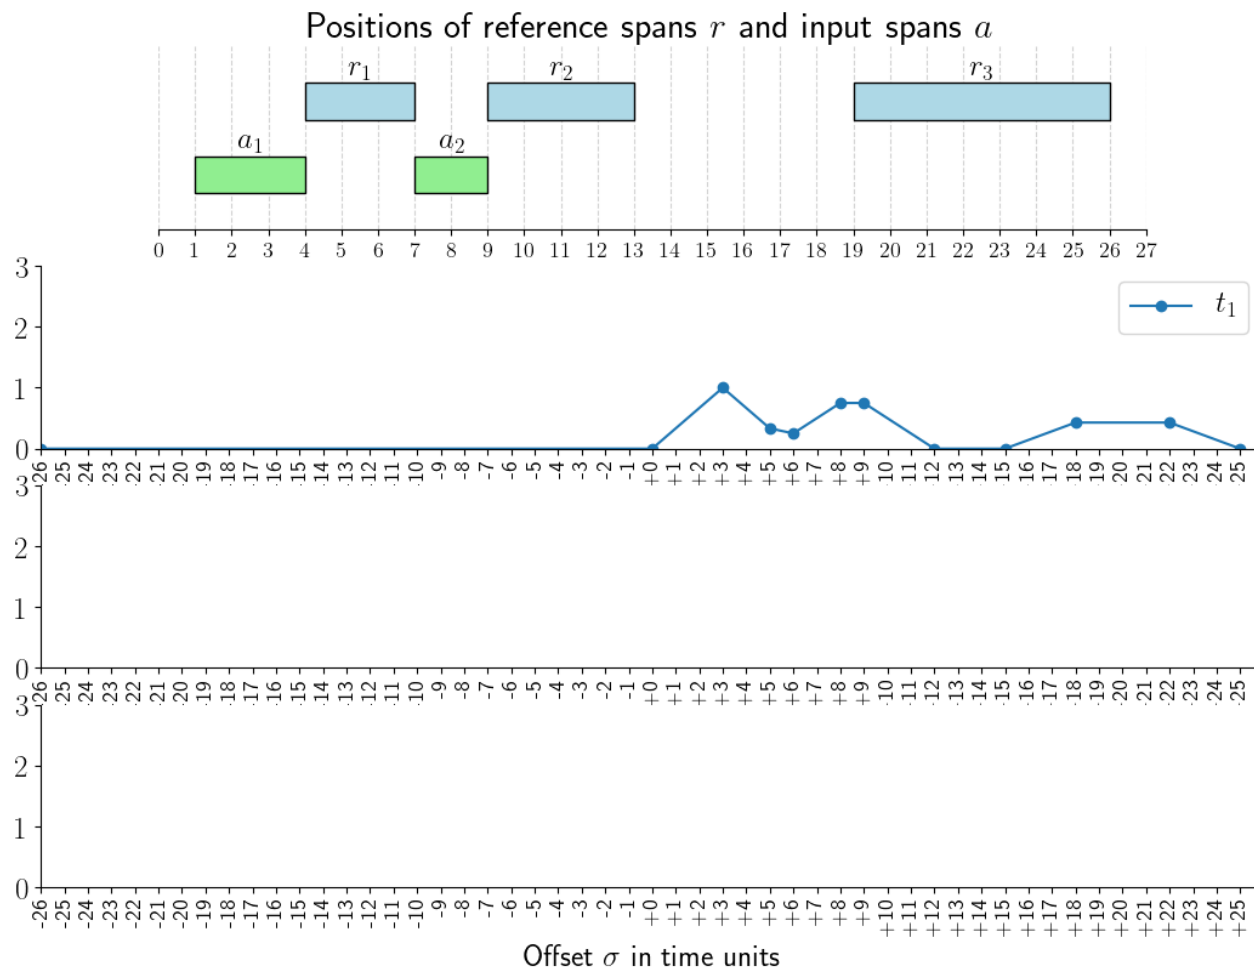 Positions of reference spans r and input spans a
r₁ r₂ r₃
a₁ a₂
0 1 2 3 4 5 6 7 8 9 10 11 12 13 14 15 16 17 18 19 20 21 22 23 24 25 26 27
3
t₁
2
1
0
-26 -25 -24 -23 -22 -21 -20 -19 -18 -17 -16 -15 -14 -13 -12 -11 -10 -9 -8 -7 -6 -5 -4 -3 -2 -1 +0 +1 +2 +3 +4 +5 +6 +7 +8 +9 +10 +11 +12 +13 +14 +15 +16 +17 +18 +19 +20 +21 +22 +23 +24 +25
3
2
1
0
-26 -25 -24 -23 -22 -21 -20 -19 -18 -17 -16 -15 -14 -13 -12 -11 -10 -9 -8 -7 -6 -5 -4 -3 -2 -1 +0 +1 +2 +3 +4 +5 +6 +7 +8 +9 +10 +11 +12 +13 +14 +15 +16 +17 +18 +19 +20 +21 +22 +23 +24 +25
3
2
1
0
-26 -25 -24 -23 -22 -21 -20 -19 -18 -17 -16 -15 -14 -13 -12 -11 -10 -9 -8 -7 -6 -5 -4 -3 -2 -1 +0 +1 +2 +3 +4 +5 +6 +7 +8 +9 +10 +11 +12 +13 +14 +15 +16 +17 +18 +19 +20 +21 +22 +23 +24 +25
Offset σ in time units